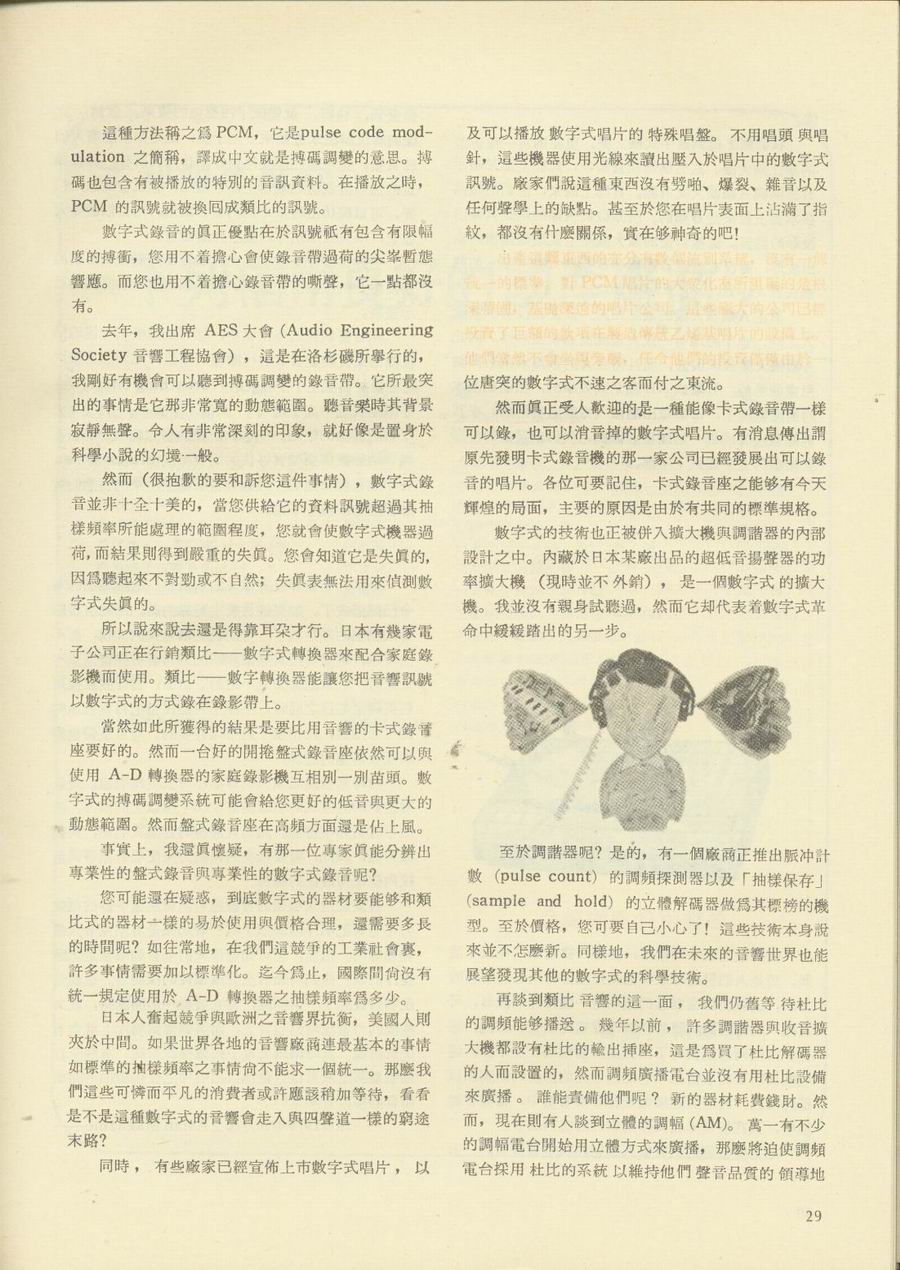 這種方法稱之爲 PCM，它是pulse code mod-
ulation 之簡稱，譯成中文就是搏碼調變的意思。搏
碼也包含有被播放的特別的音訊資料。在播放之時，
PCM 的訊號就被換回成類比的訊號。
數字式錄音的眞正優點在於訊號祇有包含有限幅
度的搏衝，您用不着擔心會使錄音帶過荷的尖峯暫態
響應。而您也用不着擔心錄音帶的嘶聲，它一點都沒
有。
去年，我出席 AES 大會 (Audio Engineering
Society 音響工程協會），這是在洛杉磯所舉行的，
我剛好有機會可以聽到搏碼調變的錄音帶。它所最突
出的事情是它那非常寬的動態範圍。聽音樂時其背景
寂靜無聲。令人有非常深刻的印象，就好像是置身於
科學小說的幻境一般。
然而（很抱歉的要和訴您這件事情），數字式錄
音並非十全十美的，當您供給它的資料訊號超過其抽
樣頻率所能處理的範圍程度，您就會使數字式機器過
荷，而結果則得到嚴重的失眞。您會知道它是失眞的，
因爲聽起來不對勁或不自然；失眞表無法用來偵測數
字式失眞的。
所以說來說去還是得靠耳朶才行。日本有幾家電
子公司正在行銷類比——數字式轉換器來配合家庭錄
影機而使用。類比——數字轉換器能讓您把音響訊號
以數字式的方式錄在錄影帶上。
當然如此所獲得的結果是要比用音響的卡式錄音
座要好的。然而一台好的開捲盤式錄音座依然可以與
使用 A-D 轉換器的家庭錄影機互相別一別苗頭。數
字式的搏碼調變系統可能會給您更好的低音與更大的
動態範圍。然而盤式錄音座在高頻方面還是佔上風。
事實上，我還眞懷疑，有那一位專家眞能分辨出
專業性的盤式錄音與專業性的數字式錄音呢？
您可能還在疑惑，到底數字式的器材要能够和類
比式的器材一樣的易於使用與價格合理，還需要多長
的時間呢？如往常地，在我們這競爭的工業社會裏，
許多事情需要加以標準化。迄今爲止，國際間尙沒有
統一規定使用於 A-D 轉換器之抽樣頻率爲多少。
日本人奮起競爭與歐洲之音響界抗衡，美國人則
夾於中間。如果世界各地的音響廠商連最基本的事情
如標準的抽樣頻率之事情尙不能求一個統一。那麼我
們這些可憐而平凡的消費者或許應該稍加等待，看看
是不是這種數字式的音響會走入與四聲道一樣的窮途
末路？
同時，有些廠家已經宣佈上市數字式唱片，以
及可以播放 數字式唱片的 特殊唱盤。 不用唱頭 與唱
針，這些機器使用光線來讀出壓入於唱片中的數字式
訊號。廠家們說這種東西沒有劈啪、爆裂、雜音以及
任何聲學上的缺點。甚至於您在唱片表面上沾滿了指
紋，都沒有什麼關係，實在够神奇的吧！
位唐突的數字式不速之客而付之東流。
然而眞正受人歡迎的是一種能像卡式錄音帶一樣
可以錄，也可以消音掉的數字式唱片。有消息傳出謂
原先發明卡式錄音機的那一家公司已經發展出可以錄
音的唱片。各位可要記住，卡式錄音座之能够有今天
輝煌的局面，主要的原因是由於有共同的標準規格。
數字式的技術也正被併入擴大機與調諧器的內部
設計之中。內藏於日本某廠出品的超低音揚聲器的功
率擴大機 （現時並不 外銷）， 是一個數字式 的擴大
機。我並沒有親身試聽過，然而它却代表着數字式革
命中緩緩踏出的另一步。
至於調諧器呢？是的，有一個廠商正推出脈冲計
數 (pulse count) 的調頻探測器以及「抽樣保存」
(sample and hold) 的立體解碼器做爲其標榜的機
型。至於價格，您可要自己小心了！這些技術本身說
來並不怎麼新。同樣地，我們在未來的音響世界也能
展望發現其他的數字式的科學技術。
再談到類比 音響的這一面， 我們仍舊等 待杜比
的調頻能够播送 。 幾年以前， 許多調諧器與收音擴
大機都設有杜比的輸出揷座，這是爲買了杜比解碼器
的人而設置的，然而調頻廣播電台並沒有用杜比設備
來廣播 。 誰能責備他們呢？ 新的器材耗費錢財。然
而，現在則有人談到立體的調幅 (AM)。 萬一有不少
的調幅電台開始用立體方式來廣播，那麼將迫使調頻
電台採用 杜比的系統 以維持他們 聲音品質的 領導地
29